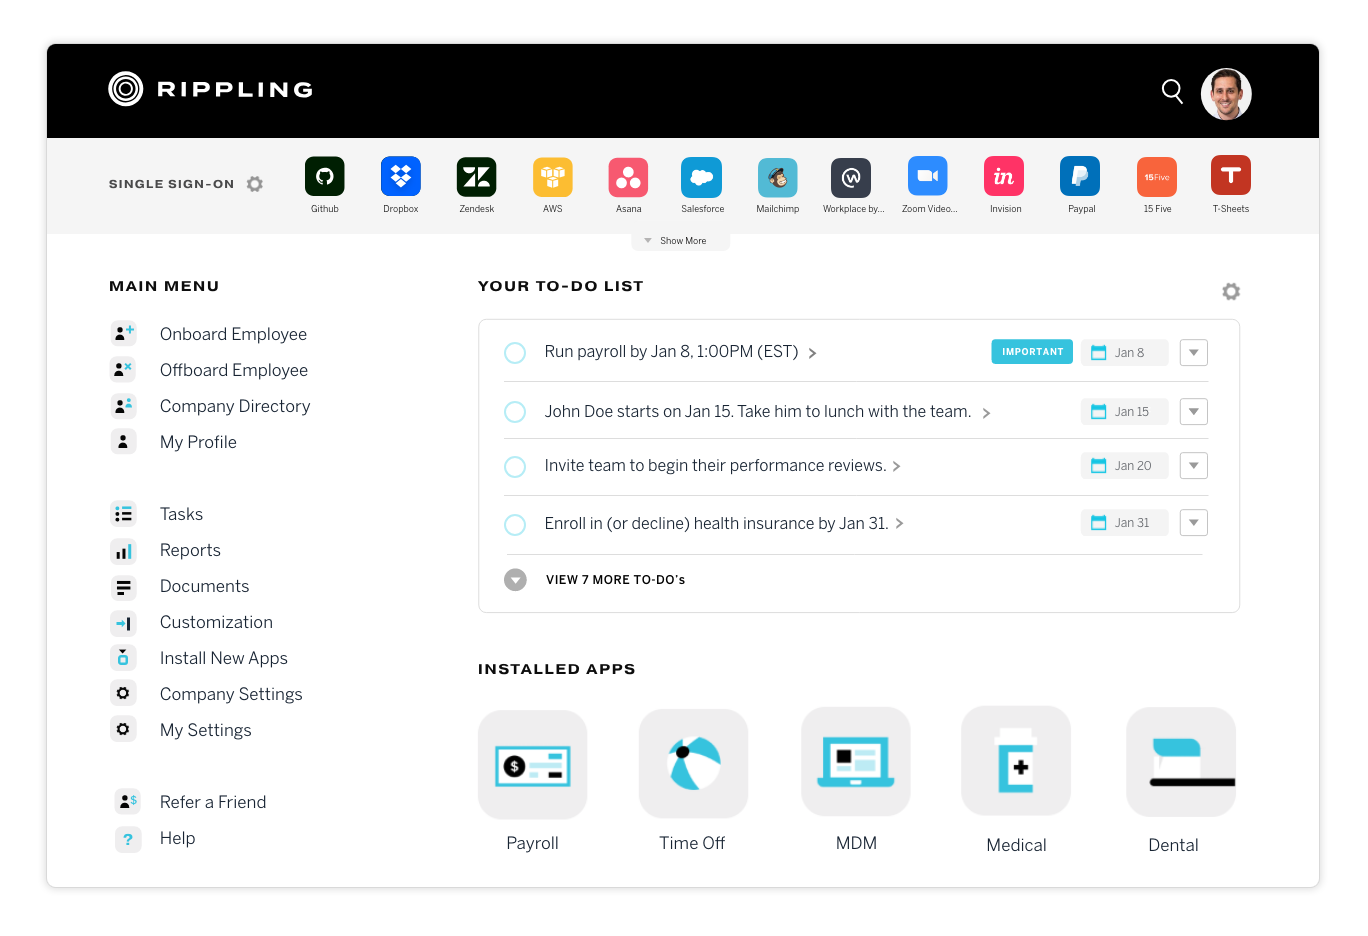 RIPPLING
SINGLE SIGN-ON
Github
Dropbox
Zendesk
AWS
Asana
Salesforce
Mailchimp
Workplace by...
Zoom Video...
in
Invision
Paypal
15Five
15 Five
T
T-Sheets
Show More
MAIN MENU
Onboard Employee
Offboard Employee
Company Directory
My Profile
Tasks
Reports
Documents
Customization
Install New Apps
Company Settings
My Settings
$
Refer a Friend
?
Help
YOUR TO-DO LIST
Run payroll by Jan 8, 1:00PM (EST) >
IMPORTANT
Jan 8
John Doe starts on Jan 15. Take him to lunch with the team. >
Jan 15
Invite team to begin their performance reviews. >
Jan 20
Enroll in (or decline) health insurance by Jan 31. >
Jan 31
VIEW 7 MORE TO-DO's
INSTALLED APPS
$
Payroll
Time Off
MDM
Medical
Dental